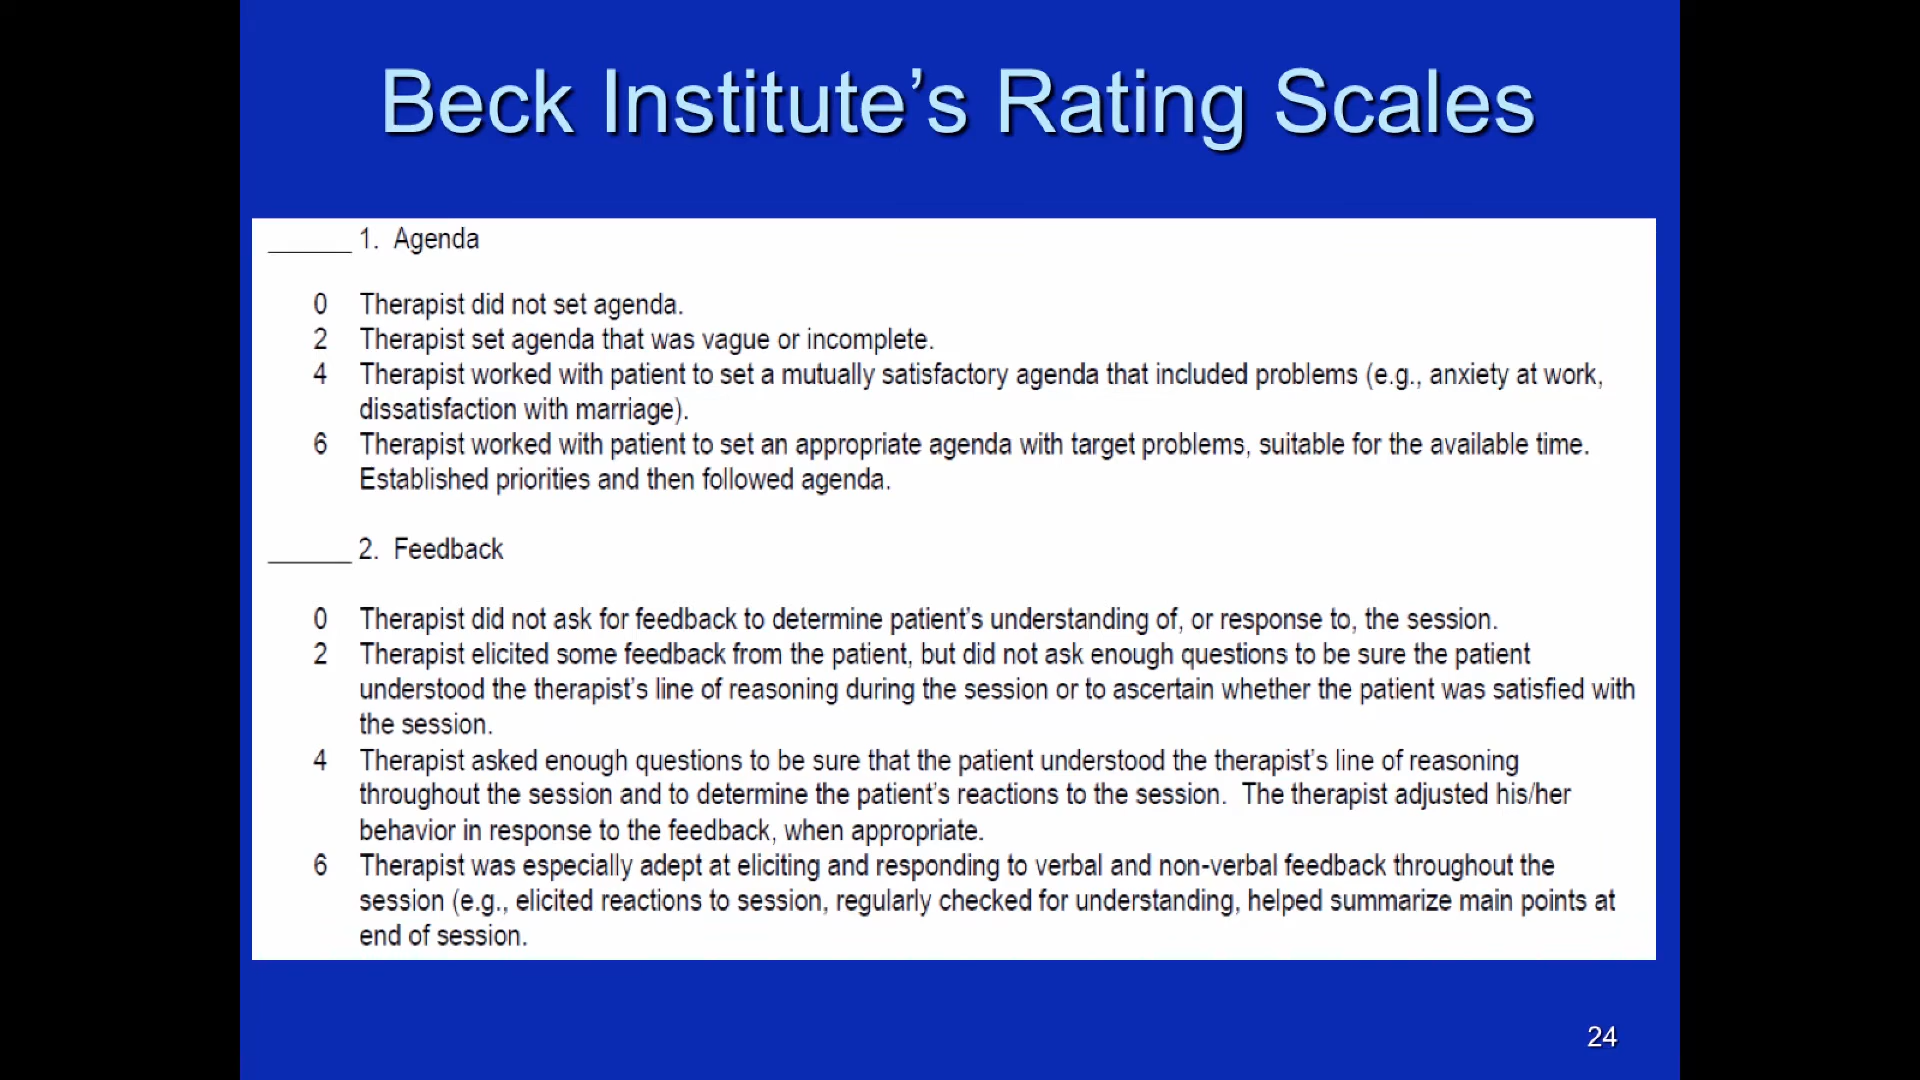 Beck Institute’s Rating Scales
______ 1.  Agenda
0 Therapist did not set agenda.
2 Therapist set agenda that was vague or incomplete.
4 Therapist worked with patient to set a mutually satisfactory agenda that included problems (e.g., anxiety at work,
dissatisfaction with marriage).
6 Therapist worked with patient to set an appropriate agenda with target problems, suitable for the available time.
Established priorities and then followed agenda.
______ 2.  Feedback
0 Therapist did not ask for feedback to determine patient’s understanding of, or response to, the session.
2 Therapist elicited some feedback from the patient, but did not ask enough questions to be sure the patient
understood the therapist’s line of reasoning during the session or to ascertain whether the patient was satisfied with
the session.
4 Therapist asked enough questions to be sure that the patient understood the therapist’s line of reasoning
throughout the session and to determine the patient’s reactions to the session.  The therapist adjusted his/her
behavior in response to the feedback, when appropriate.
6 Therapist was especially adept at eliciting and responding to verbal and non-verbal feedback throughout the
session (e.g., elicited reactions to session, regularly checked for understanding, helped summarize main points at
end of session.
24